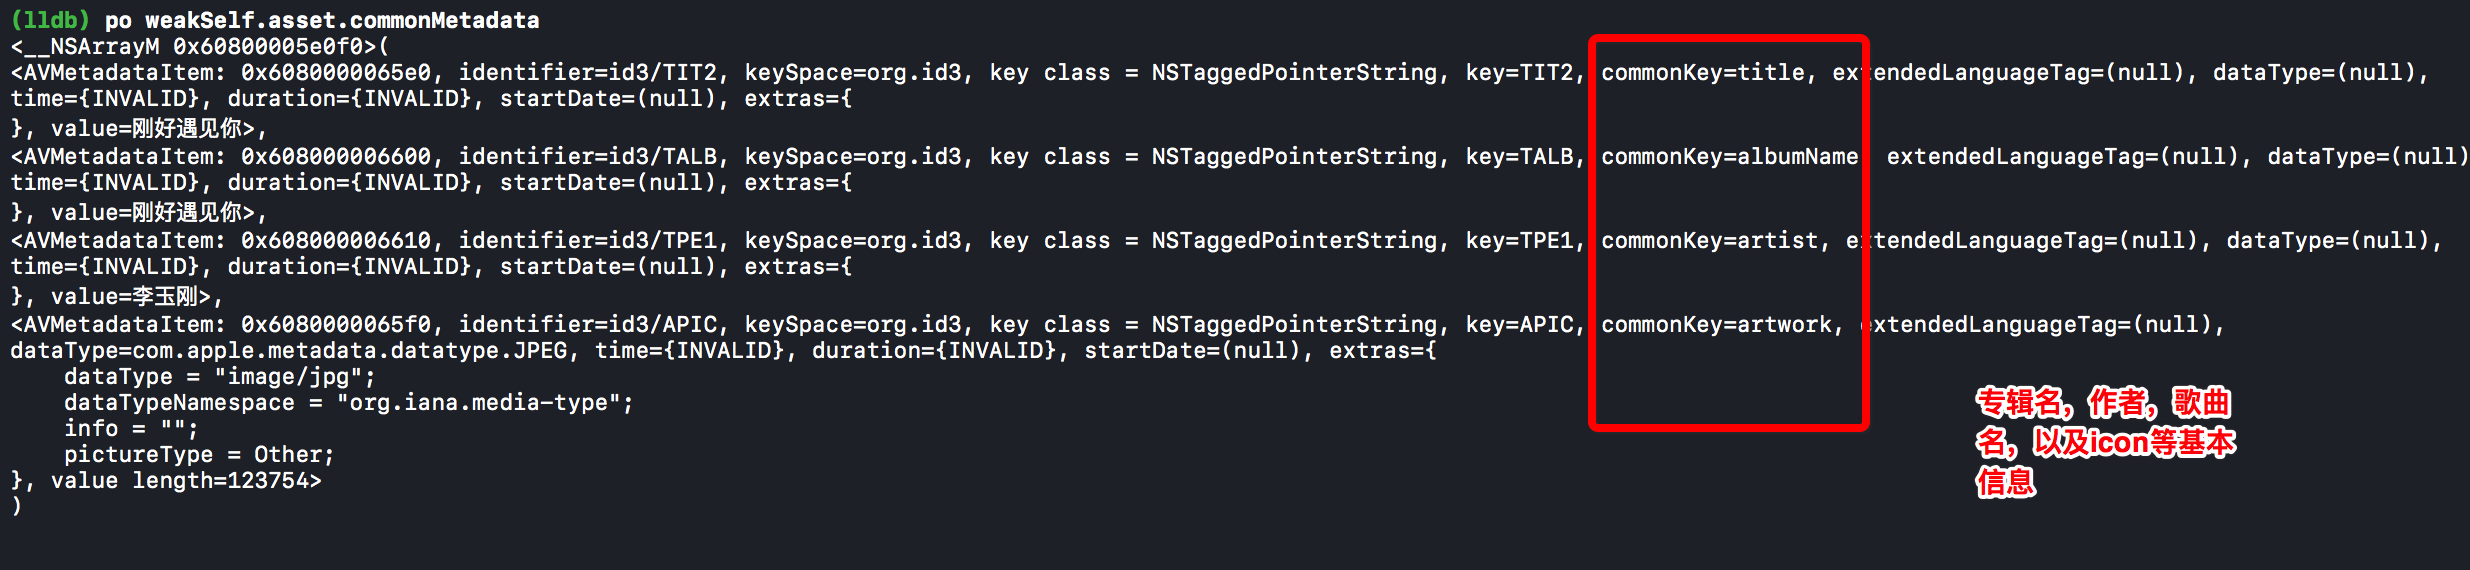 (lldb) po weakSelf.asset.commonMetadata
<__NSArrayM 0x60800005e0f0>(
<AVMetadataItem: 0x6080000065e0, identifier=id3/TIT2, keySpace=org.id3, key class = NSTaggedPointerString, key=TIT2, commonKey=title, extendedLanguageTag=(null), dataType=(null),
time={INVALID}, duration={INVALID}, startDate=(null), extras={
}, value=刚好遇见你>,
<AVMetadataItem: 0x608000006600, identifier=id3/TALB, keySpace=org.id3, key class = NSTaggedPointerString, key=TALB, commonKey=albumName, extendedLanguageTag=(null), dataType=(null)
time={INVALID}, duration={INVALID}, startDate=(null), extras={
}, value=刚好遇见你>,
<AVMetadataItem: 0x608000006610, identifier=id3/TPE1, keySpace=org.id3, key class = NSTaggedPointerString, key=TPE1, commonKey=artist, extendedLanguageTag=(null), dataType=(null),
time={INVALID}, duration={INVALID}, startDate=(null), extras={
}, value=李玉刚>,
<AVMetadataItem: 0x6080000065f0, identifier=id3/APIC, keySpace=org.id3, key class = NSTaggedPointerString, key=APIC, commonKey=artwork, extendedLanguageTag=(null),
dataType=com.apple.metadata.datatype.JPEG, time={INVALID}, duration={INVALID}, startDate=(null), extras={
dataType = "image/jpg";
dataTypeNamespace = "org.iana.media-type";
info = "";
pictureType = Other;
}, value length=123754>
)
专辑名，作者，歌曲
名，以及icon等基本
信息